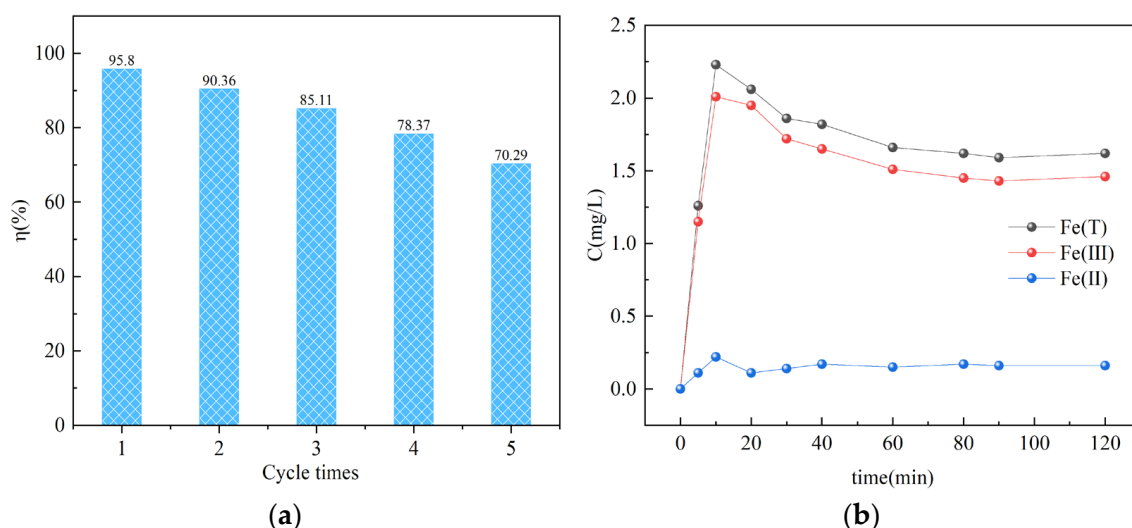 100
80
60
40
20
0
η(%)
95.8
90.36
85.11
78.37
70.29
1 2 3 4 5
Cycle times
(a)
2.5
2.0
1.5
1.0
0.5
0.0
C(mg/L)
Fe(T)
Fe(III)
Fe(II)
0 20 40 60 80 100 120
time(min)
(b)